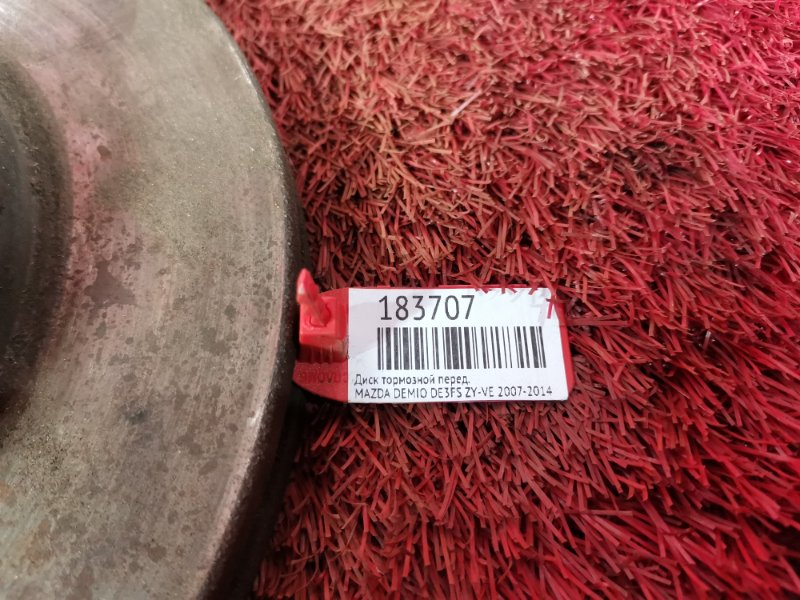 183707
Диск тормозной перед.
MAZDA DEMIO DE3FS ZY-VE 2007-2014